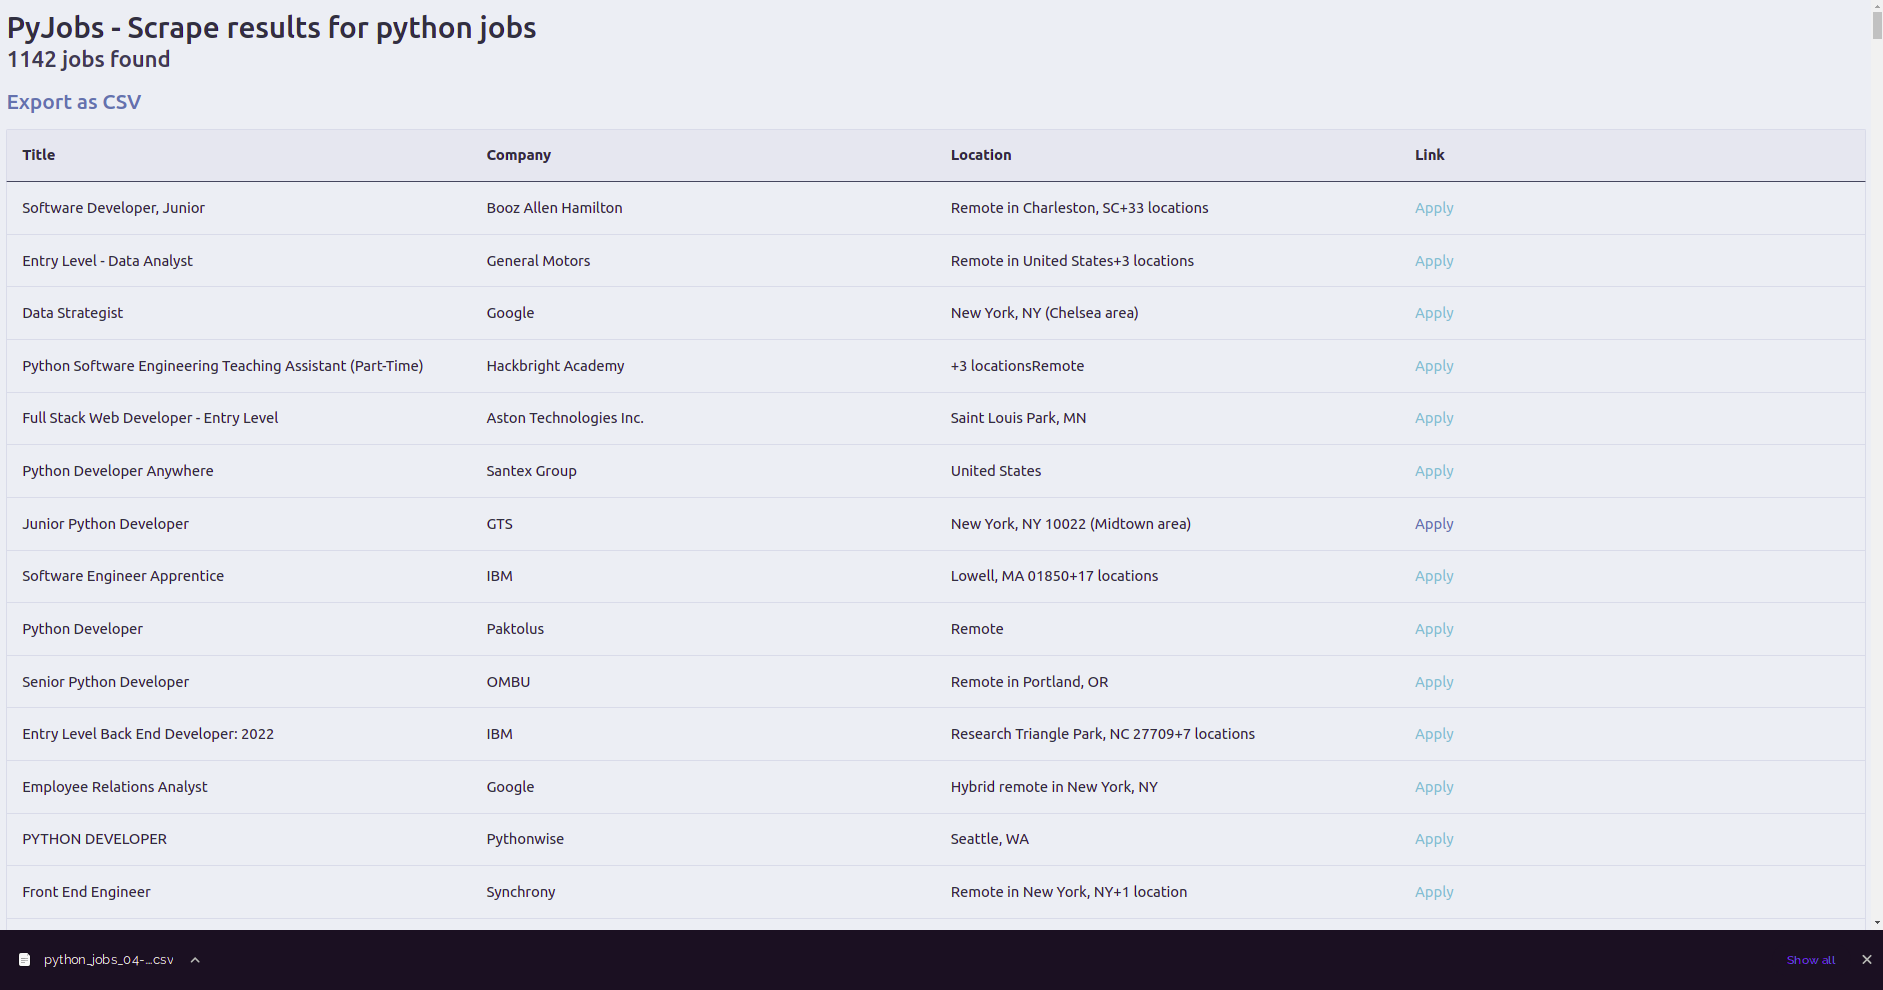 PyJobs - Scrape results for python jobs
1142 jobs found
Export as CSV
Title Company Location Link
Software Developer, Junior Booz Allen Hamilton Remote in Charleston, SC+33 locations Apply
Entry Level - Data Analyst General Motors Remote in United States+3 locations Apply
Data Strategist Google New York, NY (Chelsea area) Apply
Python Software Engineering Teaching Assistant (Part-Time) Hackbright Academy +3 locationsRemote Apply
Full Stack Web Developer - Entry Level Aston Technologies Inc. Saint Louis Park, MN Apply
Python Developer Anywhere Santex Group United States Apply
Junior Python Developer GTS New York, NY 10022 (Midtown area) Apply
Software Engineer Apprentice IBM Lowell, MA 01850+17 locations Apply
Python Developer Paktolus Remote Apply
Senior Python Developer OMBU Remote in Portland, OR Apply
Entry Level Back End Developer: 2022 IBM Research Triangle Park, NC 27709+7 locations Apply
Employee Relations Analyst Google Hybrid remote in New York, NY Apply
PYTHON DEVELOPER Pythonwise Seattle, WA Apply
Front End Engineer Synchrony Remote in New York, NY+1 location Apply
python_jobs_04-...csv Show all